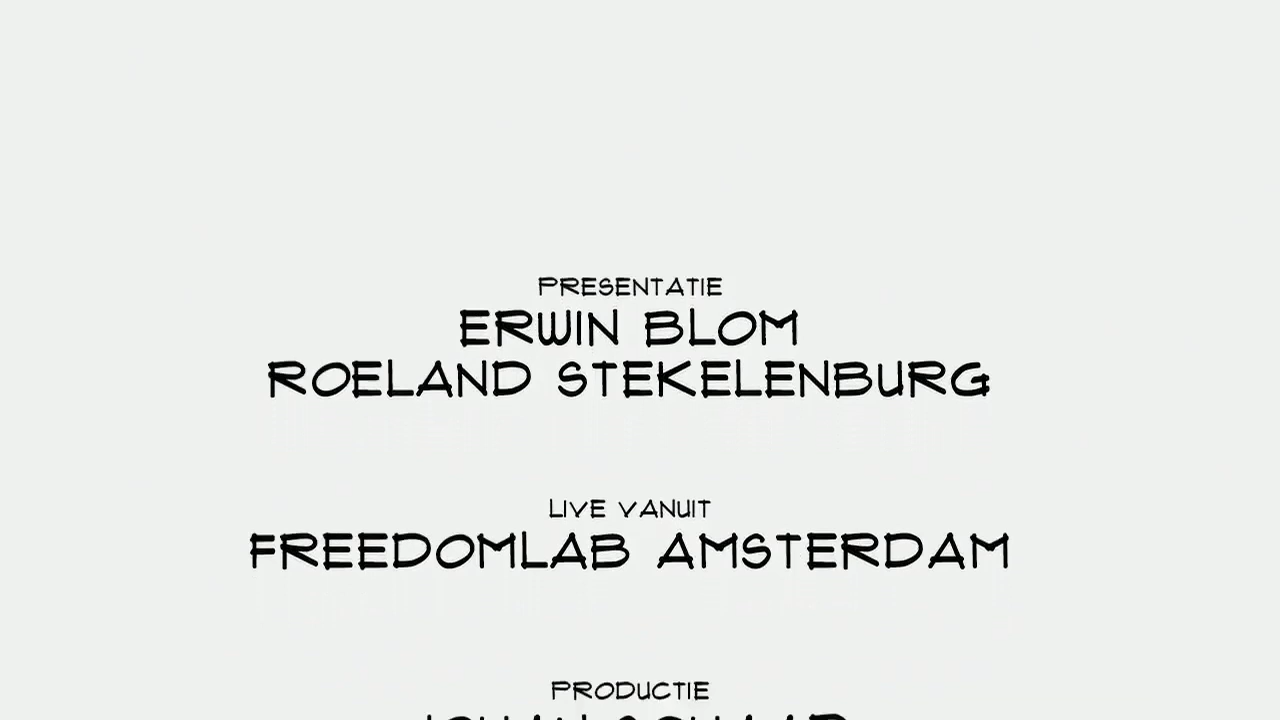 PRESENTATIE
ERWIN BLOM
ROELAND STEKELENBURG
LIVE VANUIT
FREEDOMLAB AMSTERDAM
PRODUCTIE